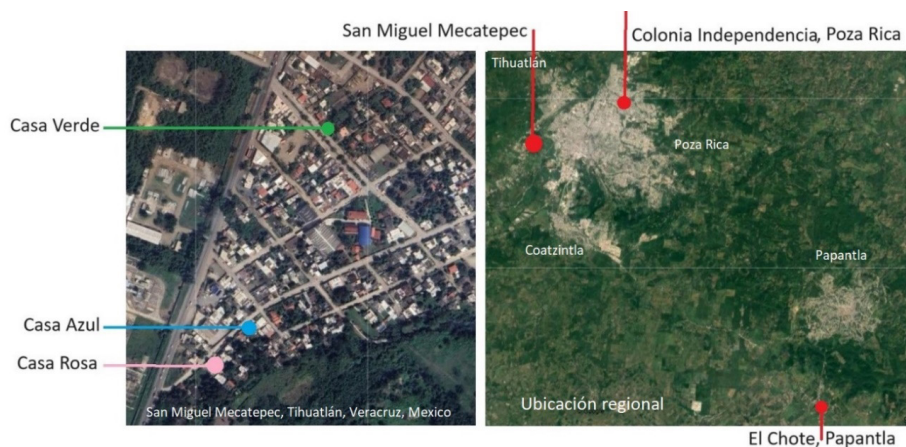 San Miguel Mecatepec
Colonia Independencia, Poza Rica
Tihuatlán
Casa Verde
Poza Rica
Coatzintla
Papantla
Casa Azul
Casa Rosa
San Miguel Mecatepec, Tihuatlán, Veracruz, Mexico
Ubicación regional
El Chote, Papantla